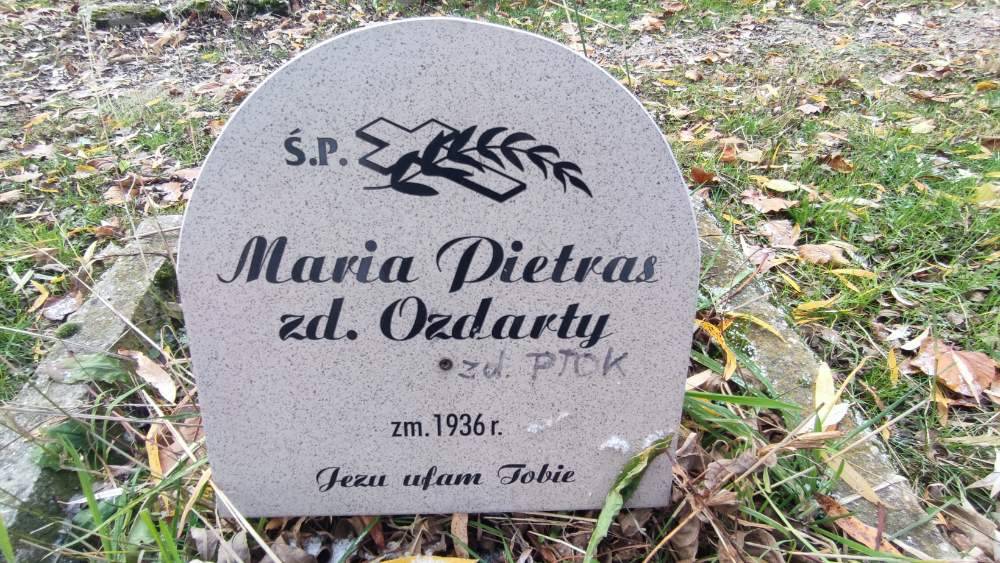 Ś.P.
Maria Pietras
zd. Ozdarty
zd. PTOK
zm. 1936 r.
Jezu ufam Tobie